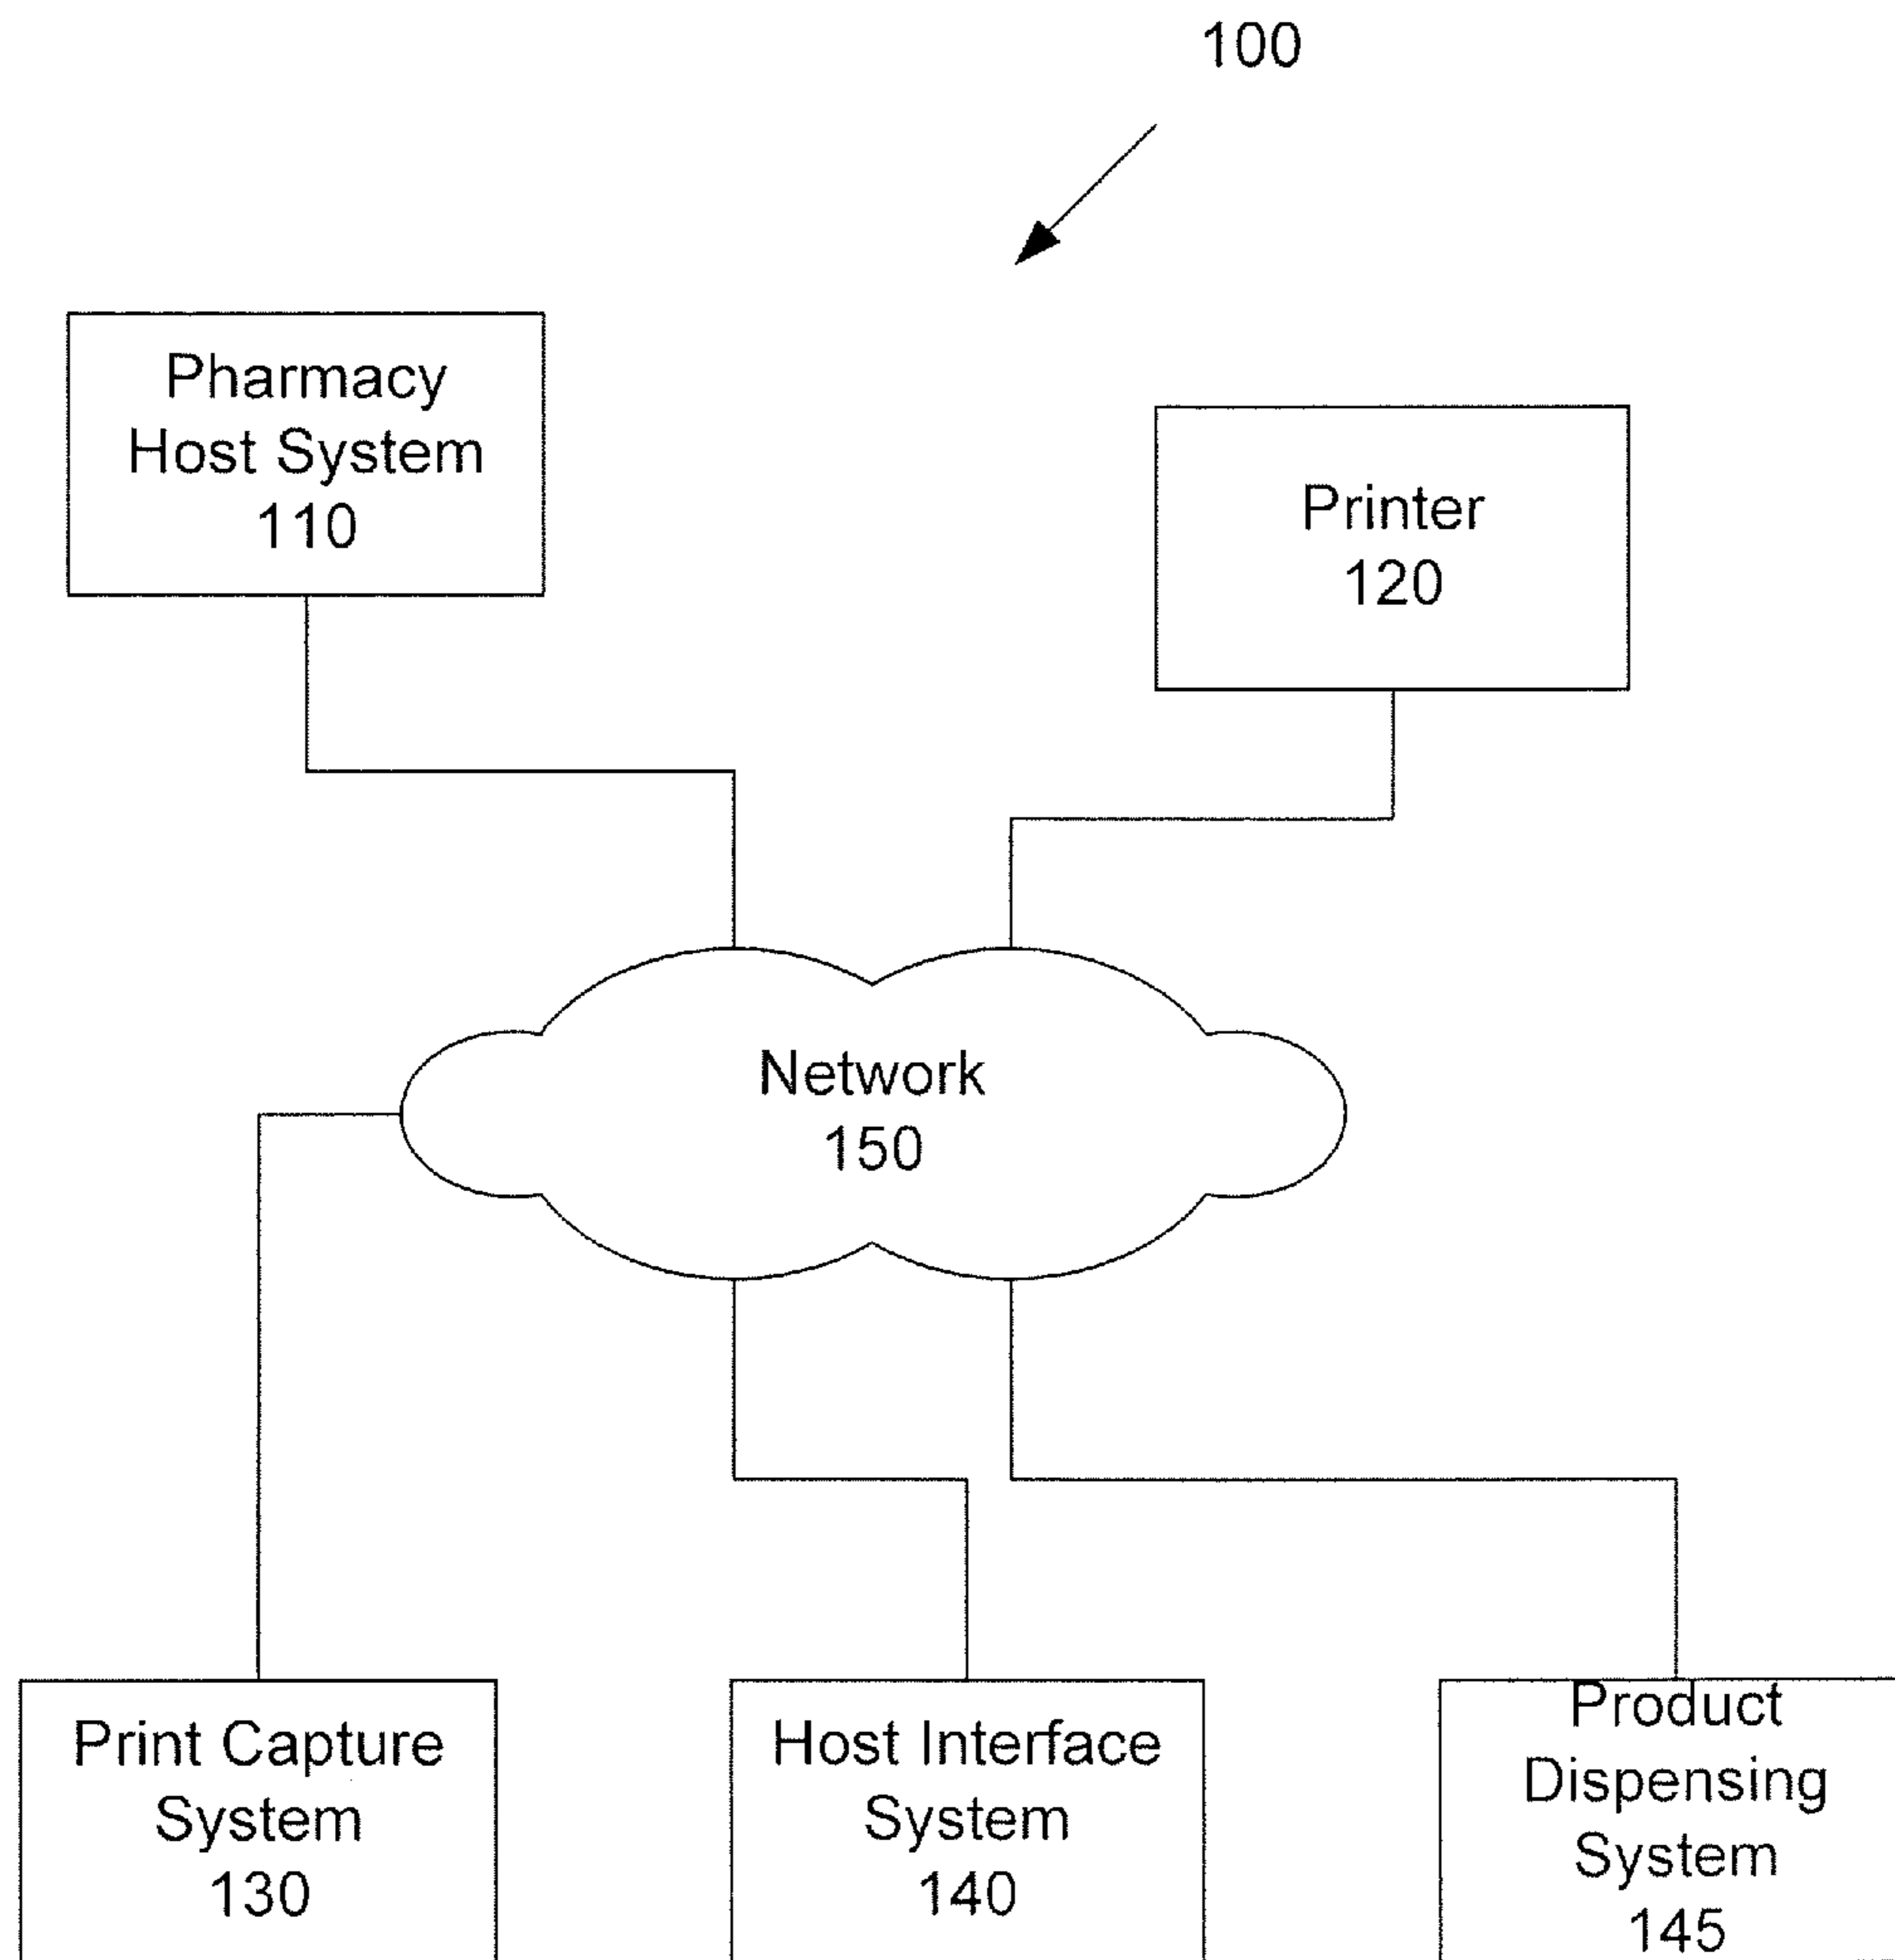 100
Pharmacy
Host System
110
Printer
120
Network
150
Print Capture
System
130
Host Interface
System
140
Product
Dispensing
System
145